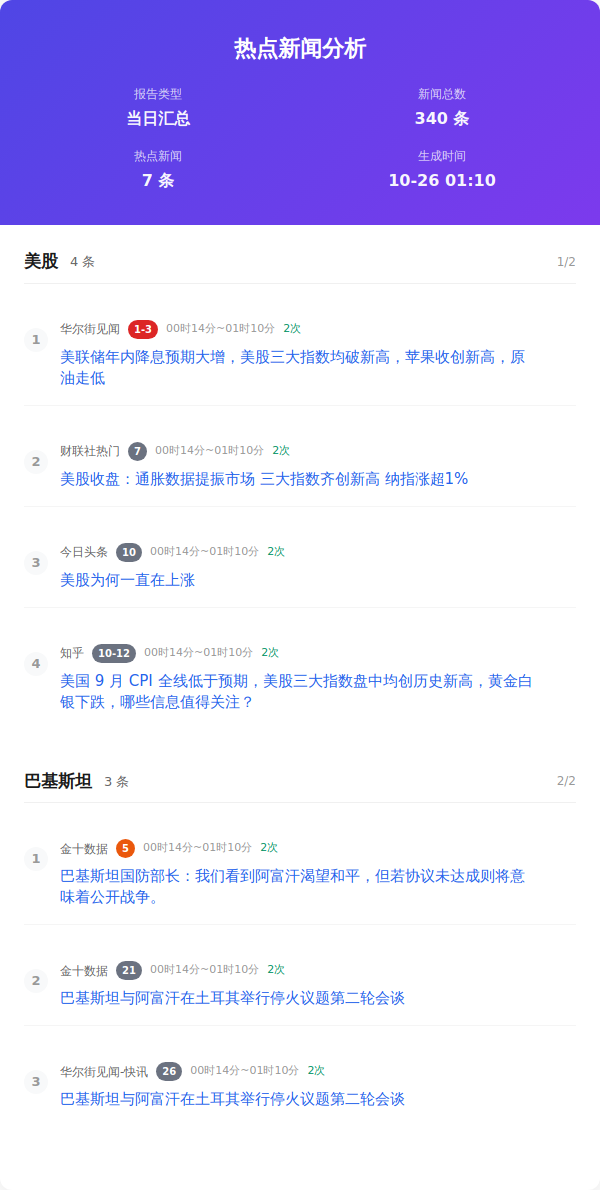 热点新闻分析
报告类型
新闻总数
当日汇总
340 条
热点新闻
生成时间
7 条
10-26 01:10
美股 4 条 1/2
1
华尔街见闻 1-3 00时14分~01时10分 2次
美联储年内降息预期大增，美股三大指数均破新高，苹果收创新高，原
油走低
2
财联社热门 7 00时14分~01时10分 2次
美股收盘：通胀数据提振市场 三大指数齐创新高 纳指涨超1%
3
今日头条 10 00时14分~01时10分 2次
美股为何一直在上涨
4
知乎 10-12 00时14分~01时10分 2次
美国 9 月 CPI 全线低于预期，美股三大指数盘中均创历史新高，黄金白
银下跌，哪些信息值得关注？
巴基斯坦 3 条 2/2
1
金十数据 5 00时14分~01时10分 2次
巴基斯坦国防部长：我们看到阿富汗渴望和平，但若协议未达成则将意
味着公开战争。
2
金十数据 21 00时14分~01时10分 2次
巴基斯坦与阿富汗在土耳其举行停火议题第二轮会谈
3
华尔街见闻-快讯 26 00时14分~01时10分 2次
巴基斯坦与阿富汗在土耳其举行停火议题第二轮会谈